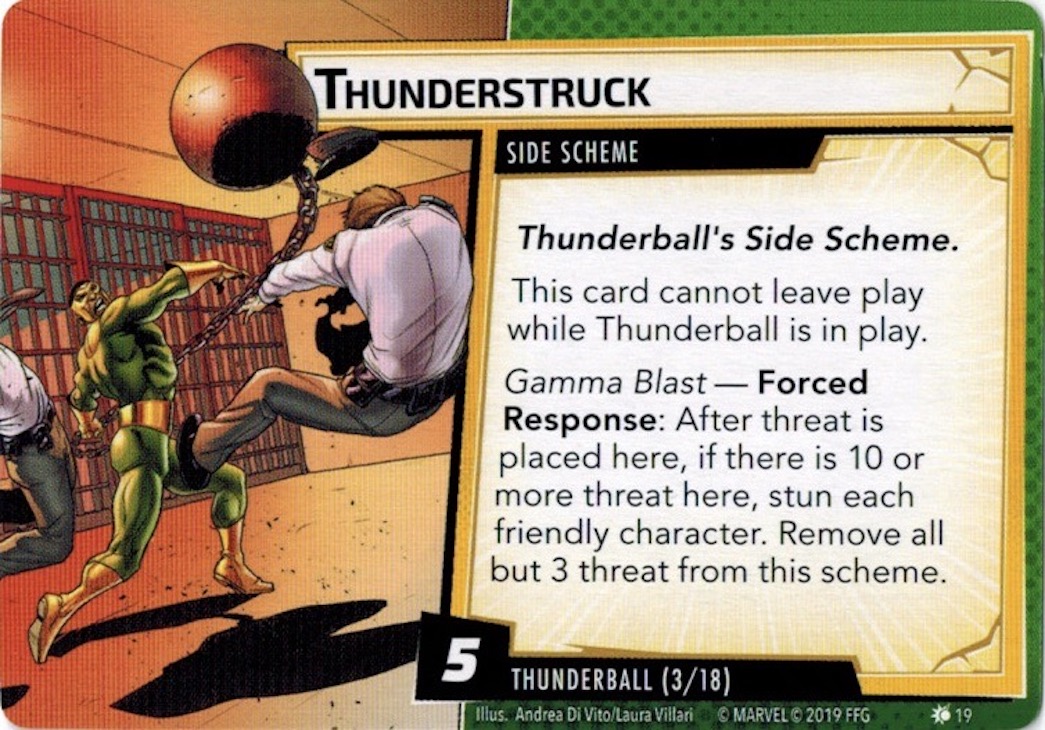 THUNDERSTRUCK
SIDE SCHEME
Thunderball's Side Scheme.
This card cannot leave play
while Thunderball is in play.
Gamma Blast — Forced
Response: After threat is
placed here, if there is 10 or
more threat here, stun each
friendly character. Remove all
but 3 threat from this scheme.
5
THUNDERBALL (3/18)
Illus. Andrea Di Vito/Laura Villari © MARVEL © 2019 FFG 19